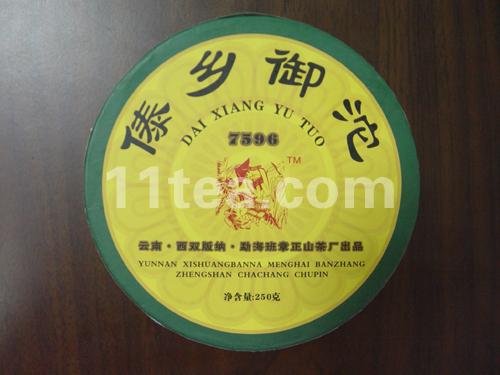 傣乡御沱
DAI XIANG YU TUO
7596
TM
11tea.com
云南·西双版纳·勐海班章正山茶厂出品
YUNNAN XISHUANGBANNA MENGHAI BANZHANG
ZHENGSHAN CHACHANG CHUPIN
净含量:250克